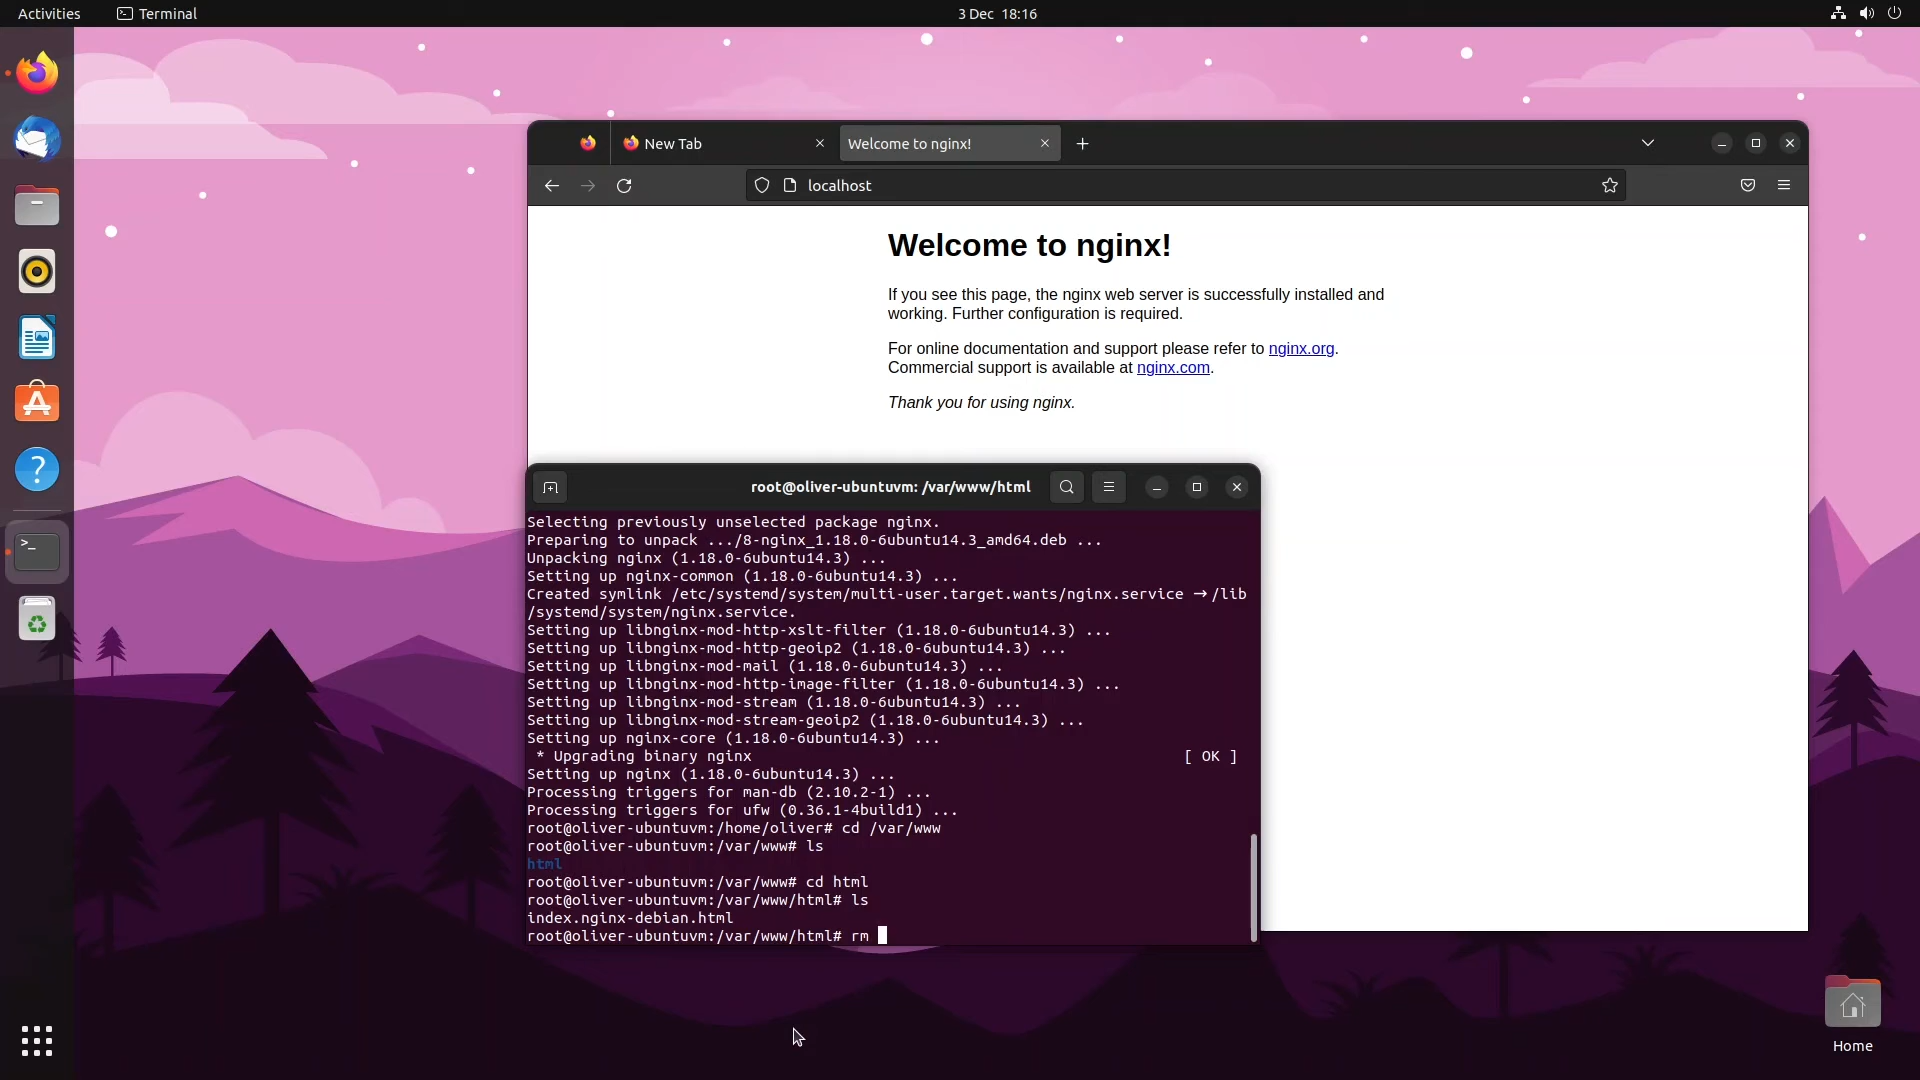 Activities
Terminal
3 Dec 18:16
New Tab
Welcome to nginx!
localhost
Welcome to nginx!
If you see this page, the nginx web server is successfully installed and
working. Further configuration is required.
For online documentation and support please refer to nginx.org.
Commercial support is available at nginx.com.
Thank you for using nginx.
root@oliver-ubuntuvm: /var/www/html
Selecting previously unselected package nginx.
Preparing to unpack .../8-nginx_1.18.0-6ubuntu14.3_amd64.deb ...
Unpacking nginx (1.18.0-6ubuntu14.3) ...
Setting up nginx-common (1.18.0-6ubuntu14.3) ...
Created symlink /etc/systemd/system/multi-user.target.wants/nginx.service → /lib
/systemd/system/nginx.service.
Setting up libnginx-mod-http-xslt-filter (1.18.0-6ubuntu14.3) ...
Setting up libnginx-mod-http-geoip2 (1.18.0-6ubuntu14.3) ...
Setting up libnginx-mod-mail (1.18.0-6ubuntu14.3) ...
Setting up libnginx-mod-http-image-filter (1.18.0-6ubuntu14.3) ...
Setting up libnginx-mod-stream (1.18.0-6ubuntu14.3) ...
Setting up libnginx-mod-stream-geoip2 (1.18.0-6ubuntu14.3) ...
Setting up nginx-core (1.18.0-6ubuntu14.3) ...
* Upgrading binary nginx [ OK ]
Setting up nginx (1.18.0-6ubuntu14.3) ...
Processing triggers for man-db (2.10.2-1) ...
Processing triggers for ufw (0.36.1-4build1) ...
root@oliver-ubuntuvm:/home/oliver# cd /var/www
root@oliver-ubuntuvm:/var/www# ls
html
root@oliver-ubuntuvm:/var/www# cd html
root@oliver-ubuntuvm:/var/www/html# ls
index.nginx-debian.html
root@oliver-ubuntuvm:/var/www/html# rm
Home